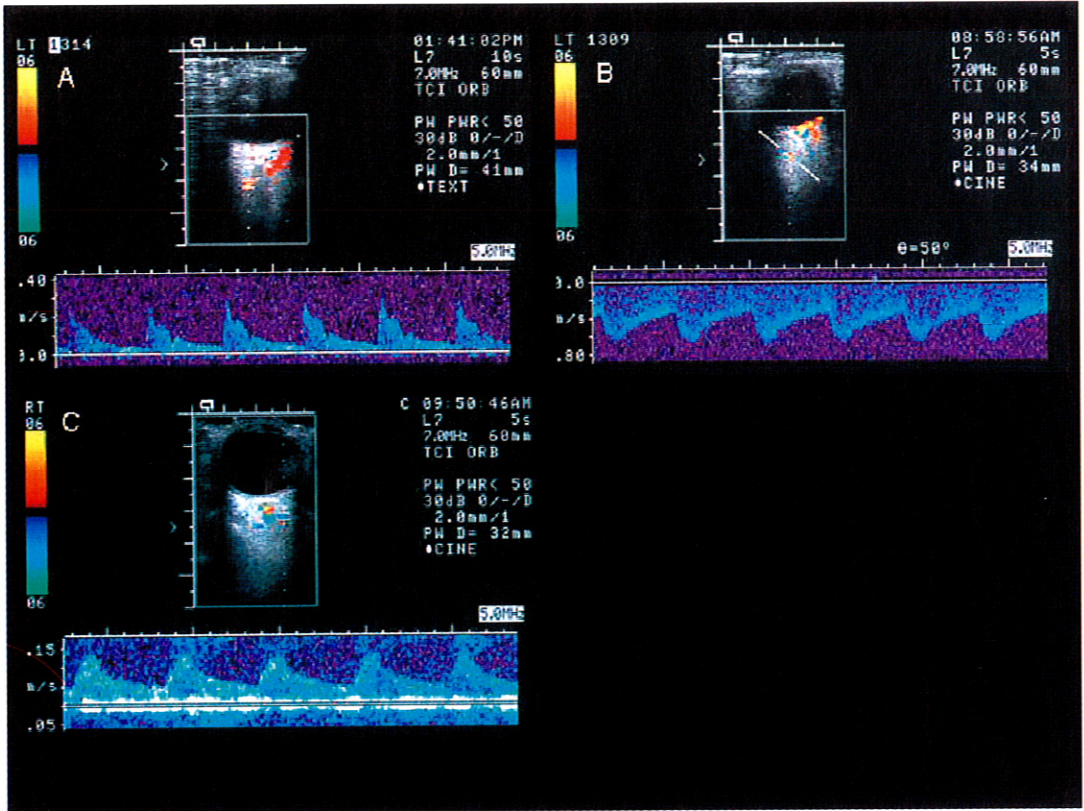 LT 1314
06
A
06
01:41:02PM
L7 10s
7.0MHz 60mm
TCI ORB
PW PWR< 50
30dB 0/-/D
2.0mm/1
PW D= 41mm
•TEXT
5.0MHz
.40
m/s
0.0
LT 1309
06
B
06
08:58:56AM
L7 5s
7.0MHz 60mm
TCI ORB
PW PWR< 50
30dB 0/-/D
2.0mm/1
PW D= 34mm
•CINE
θ=50°
5.0MHz
0.0
m/s
.80
RT
06
C
06
C 09:50:46AM
L7 5s
7.0MHz 60mm
TCI ORB
PW PWR< 50
30dB 0/-/D
2.0mm/1
PW D= 32mm
•CINE
5.0MHz
.15
m/s
.05